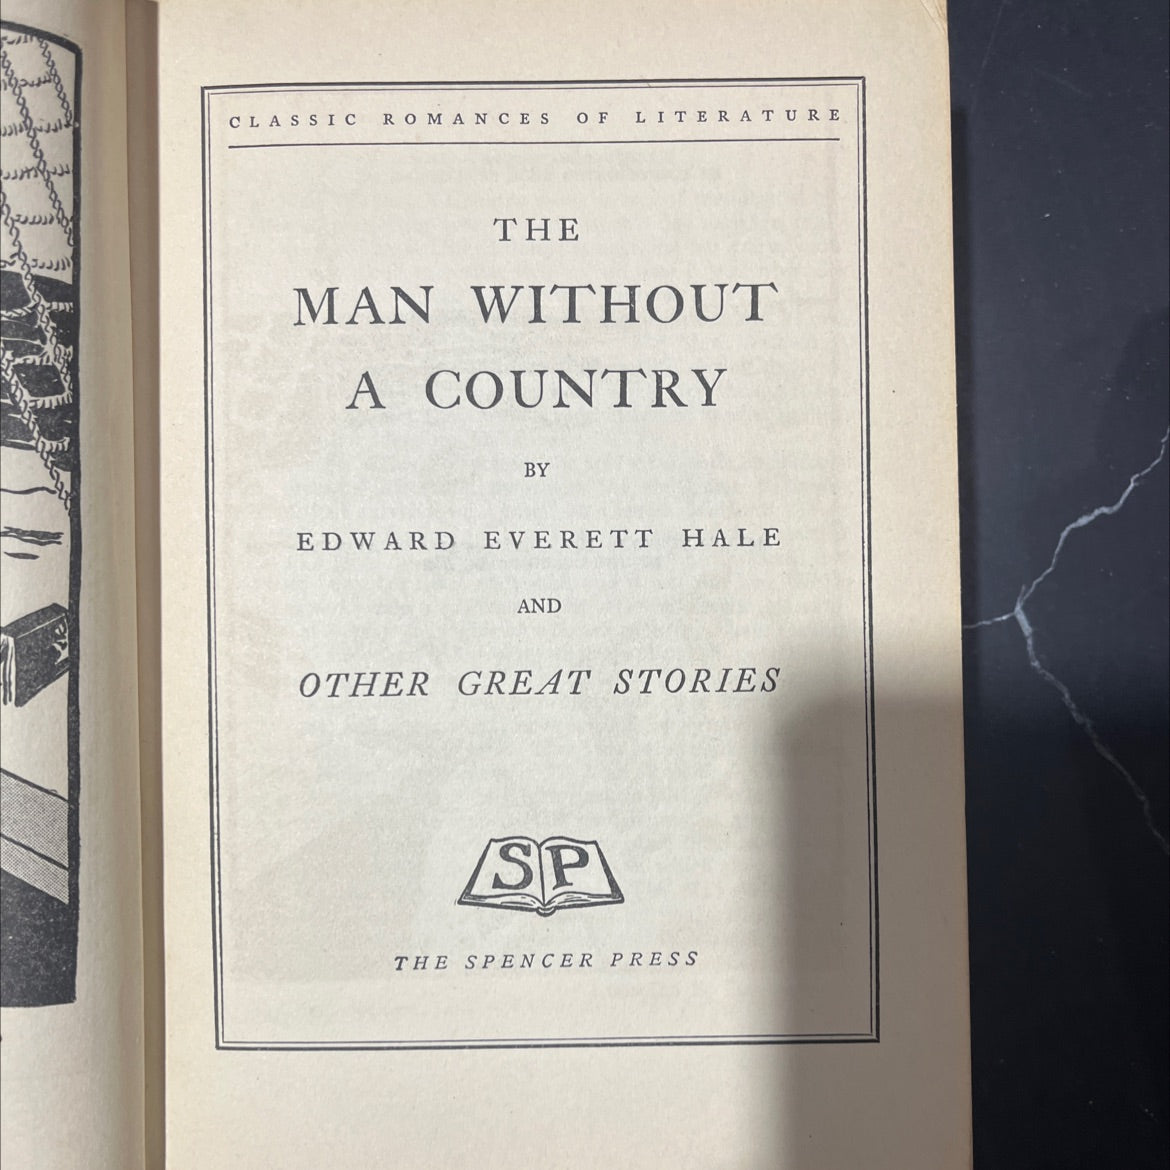 CLASSIC ROMANCES OF LITERATURE
THE
MAN WITHOUT
A COUNTRY
BY
EDWARD EVERETT HALE
AND
OTHER GREAT STORIES
SP
THE SPENCER PRESS